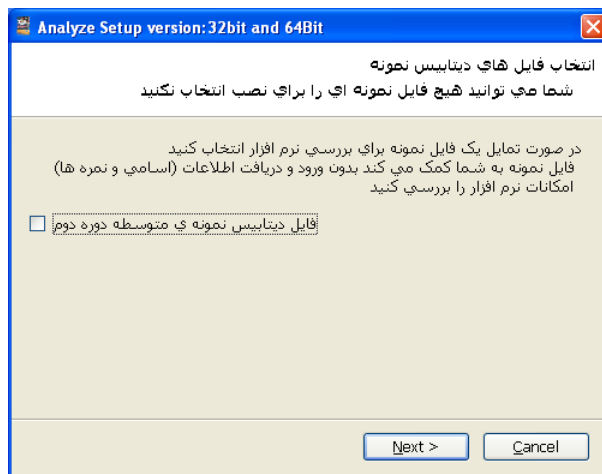 Analyze Setup version:32bit and 64Bit
انتخاب فايل هاي ديتابيس نمونه
شما مي توانيد هيچ فايل نمونه اي را براي نصب انتخاب نكنيد
در صورت تمايل يک فايل نمونه براي بررسي نرم افزار انتخاب كنيد
فايل نمونه به شما كمک مي كند بدون ورود و دريافت اطلاعات (اسامي و نمره ها)
امكانات نرم افزار را بررسي كنيد
فايل ديتابيس نمونه ي متوسطه دوره دوم
Next >
Cancel